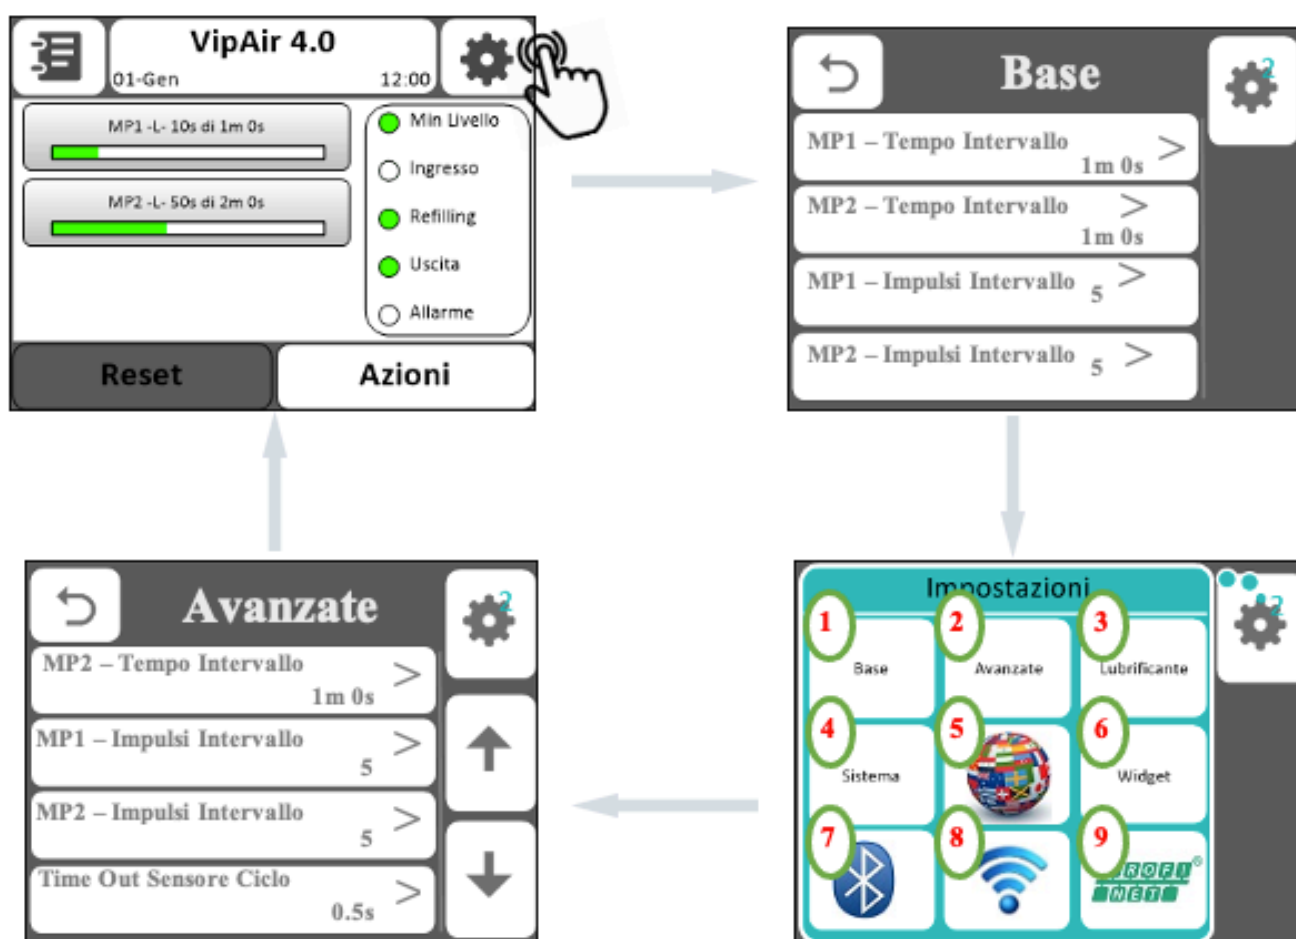 VipAir 4.0
01-Gen 12:00
MP1 -L- 10s di 1m 0s
MP2 -L- 50s di 2m 0s
Min Livello
Ingresso
Refilling
Uscita
Allarme
Reset
Azioni
Base
2
MP1 – Tempo Intervallo
1m 0s >
MP2 – Tempo Intervallo >
1m 0s
MP1 – Impulsi Intervallo >
5
MP2 – Impulsi Intervallo >
5
Avanzate
2
MP2 – Tempo Intervallo >
1m 0s
MP1 – Impulsi Intervallo >
5
MP2 – Impulsi Intervallo >
5
Time Out Sensore Ciclo >
0.5s
Impostazioni
2
1 2 3
Base Avanzate Lubrificante
4 5 6
Sistema Widget
7 8 9
PROFI®
NET